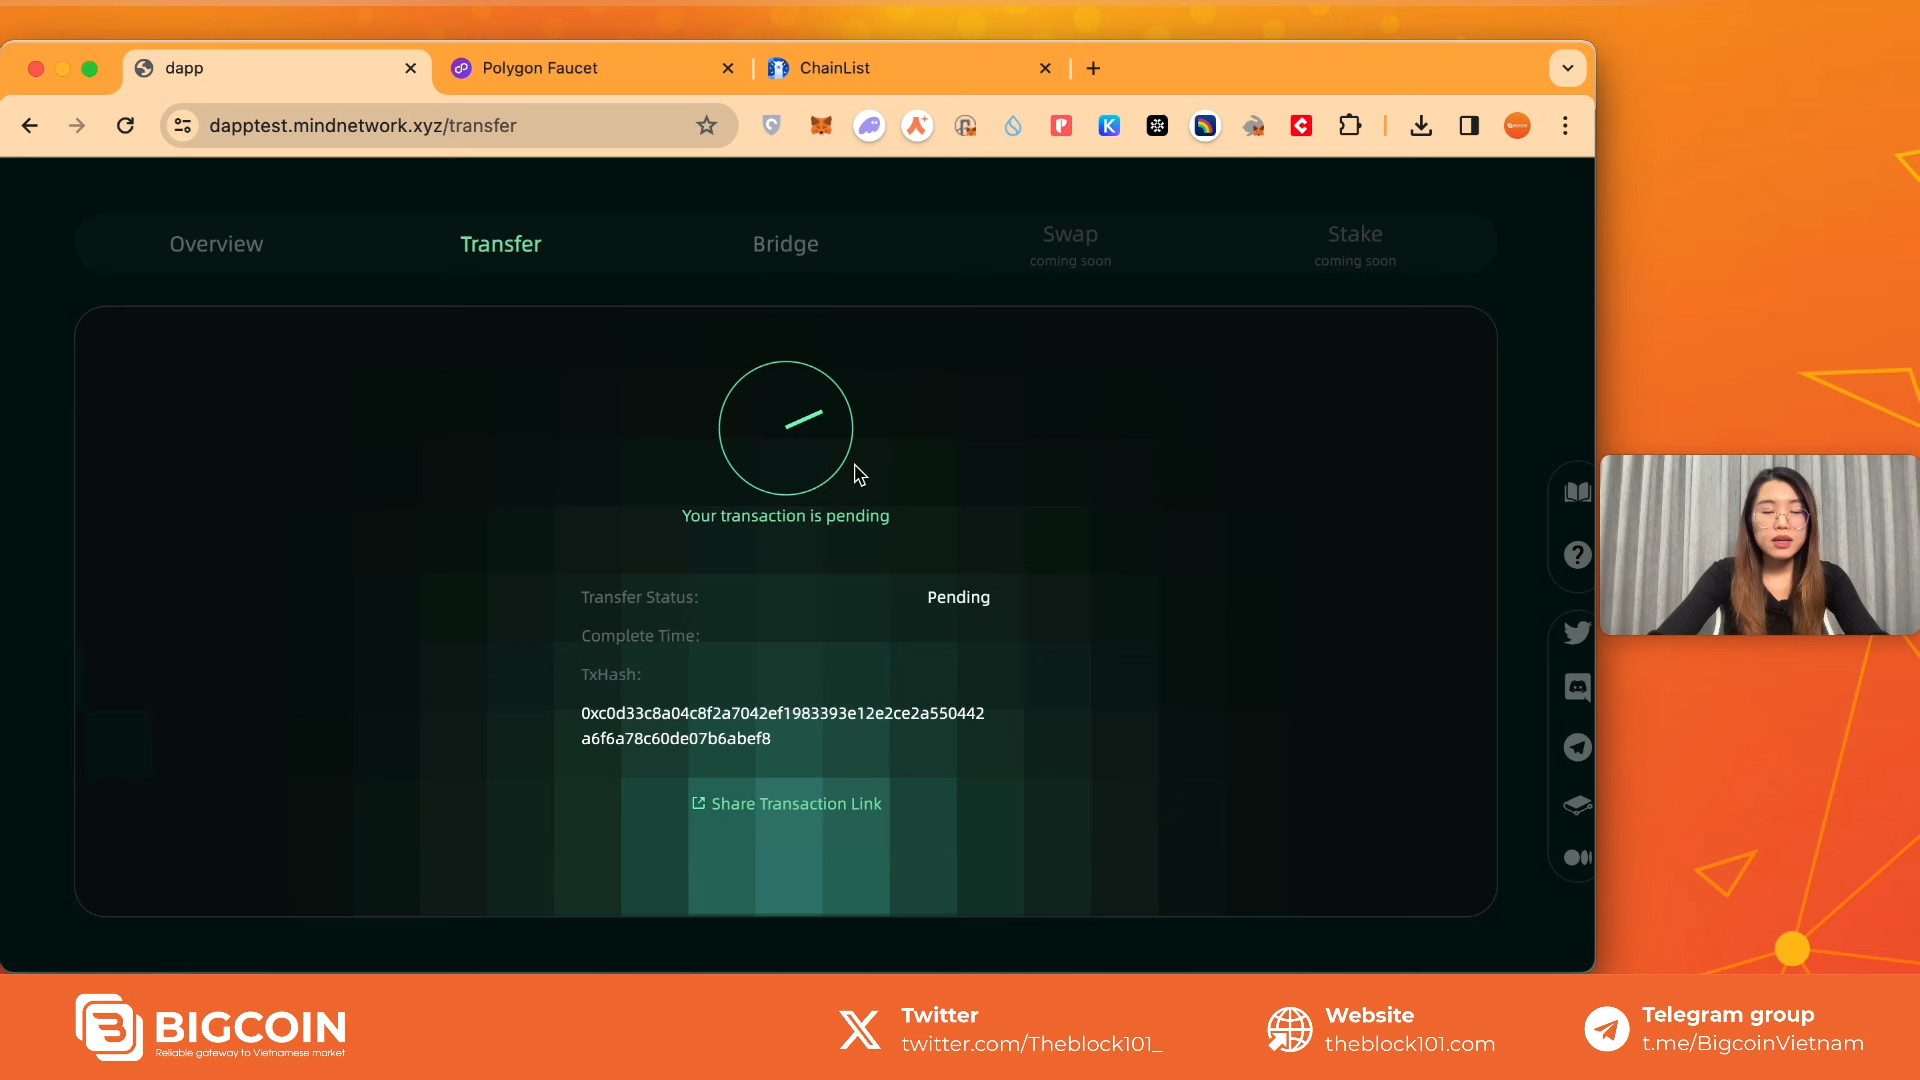 dapp
Polygon Faucet
ChainList
dapptest.mindnetwork.xyz/transfer
Overview
Transfer
Bridge
Swap
coming soon
Stake
coming soon
Your transaction is pending
Transfer Status:
Pending
Complete Time:
TxHash:
0xc0d33c8a04c8f2a7042ef1983393e12e2ce2a550442
a6f6a78c60de07b6abef8
Share Transaction Link
BIGCOIN
Reliable gateway to Vietnamese market
Twitter
twitter.com/Theblock101_
Website
theblock101.com
Telegram group
t.me/BigcoinVietnam